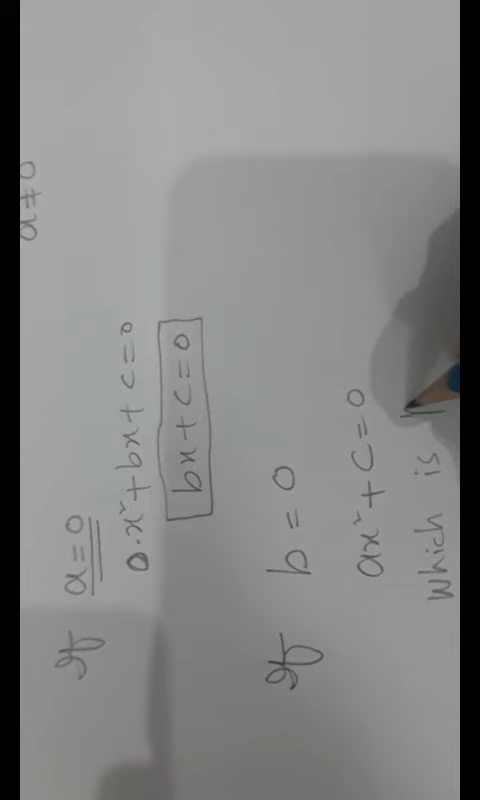 a ≠ 0
If a = 0
0·x² + bx + c = 0
bx + c = 0
If b = 0
ax² + c = 0
Which is